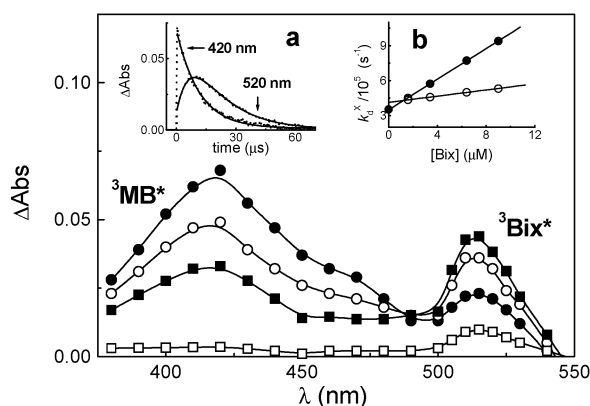 0.10
0.05
0.00
ΔAbs
400
450
500
550
λ (nm)
³MB*
³Bix*
a
420 nm
520 nm
0.05
0.00
ΔAbs
0
30
60
time (μs)
b
9
6
3
k_d^X /10⁵ (s⁻¹)
0
4
8
12
[Bix] (μM)